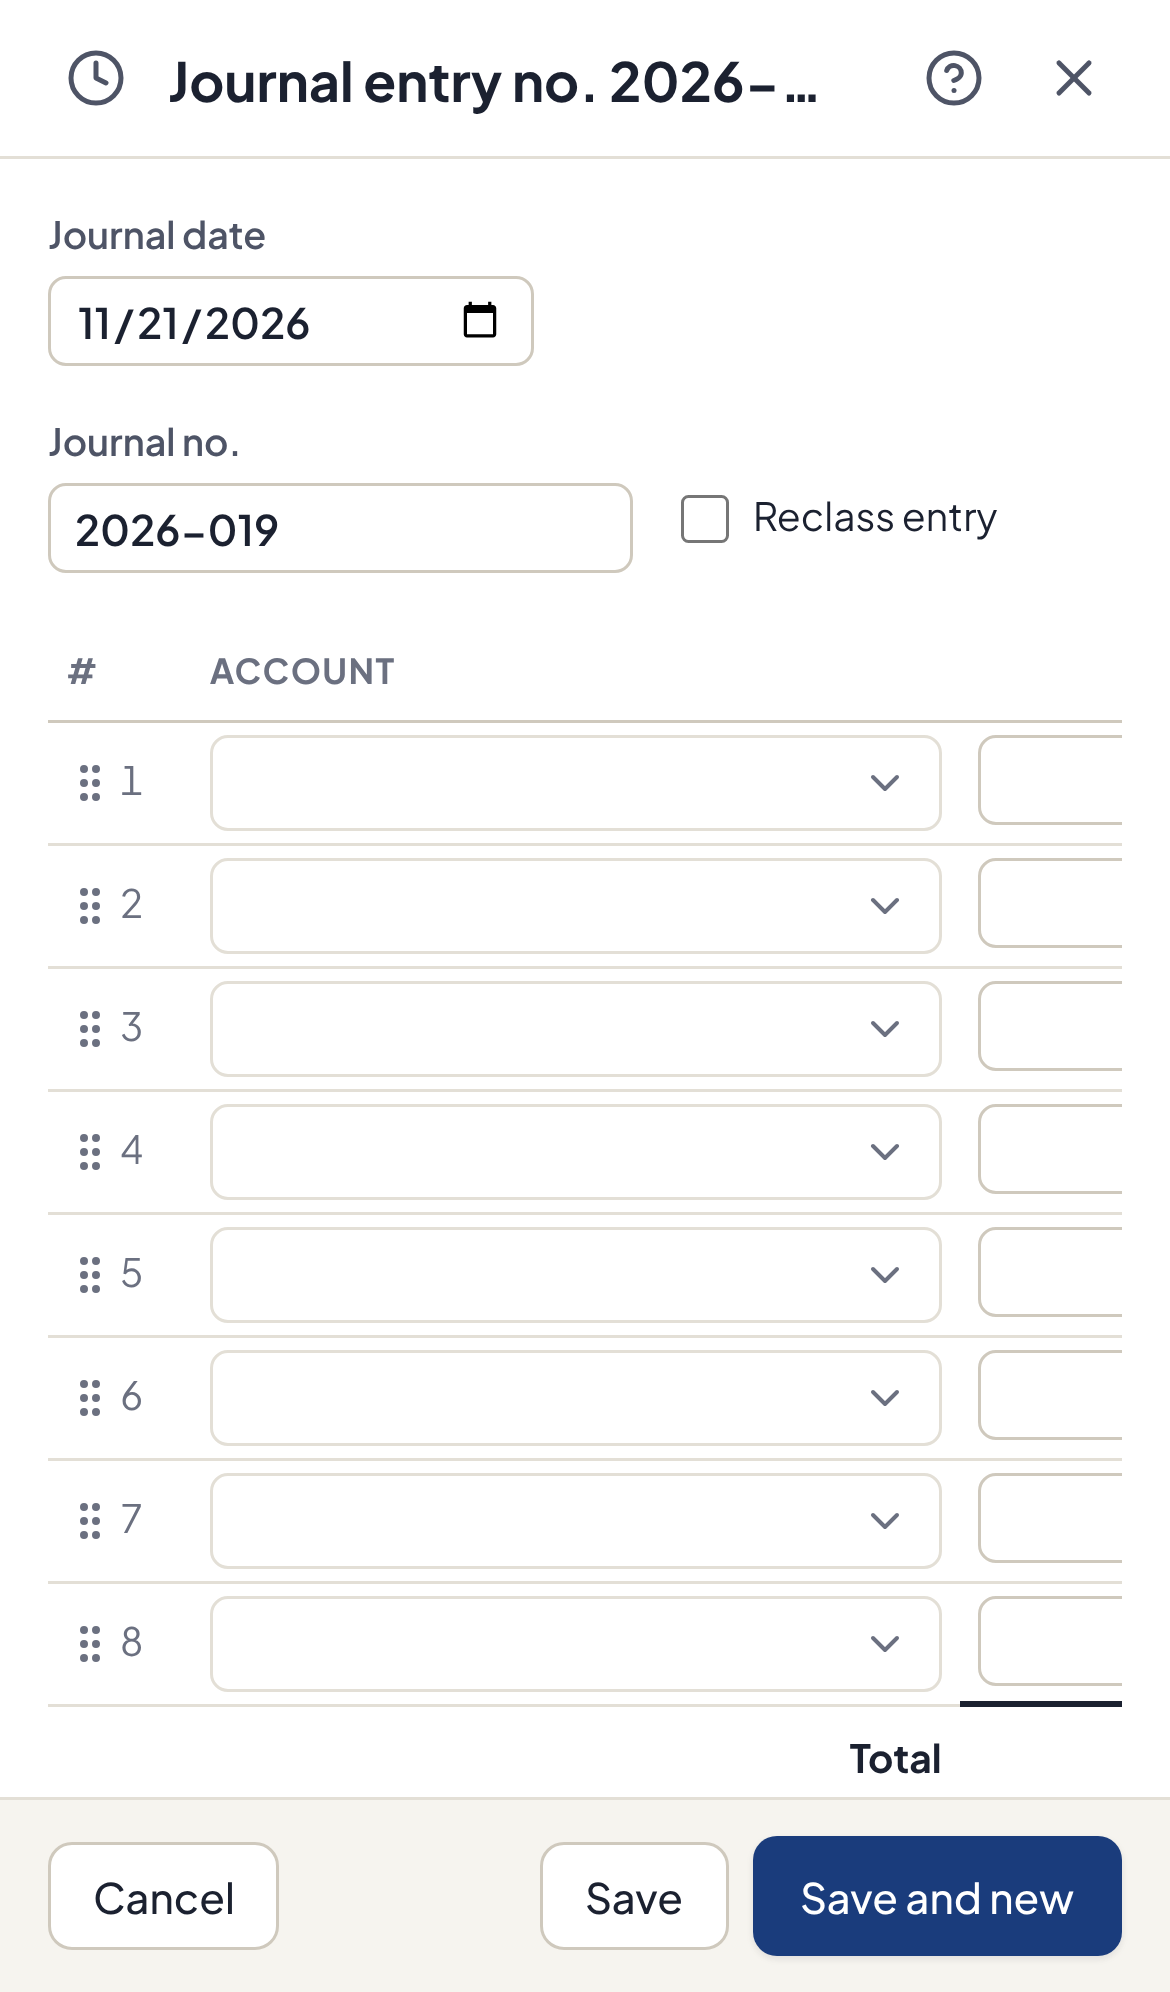 Journal entry no. 2026-…
Journal date
11/21/2026
Journal no.
2026-019
Reclass entry
# ACCOUNT
1
2
3
4
5
6
7
8
Total
Cancel Save Save and new